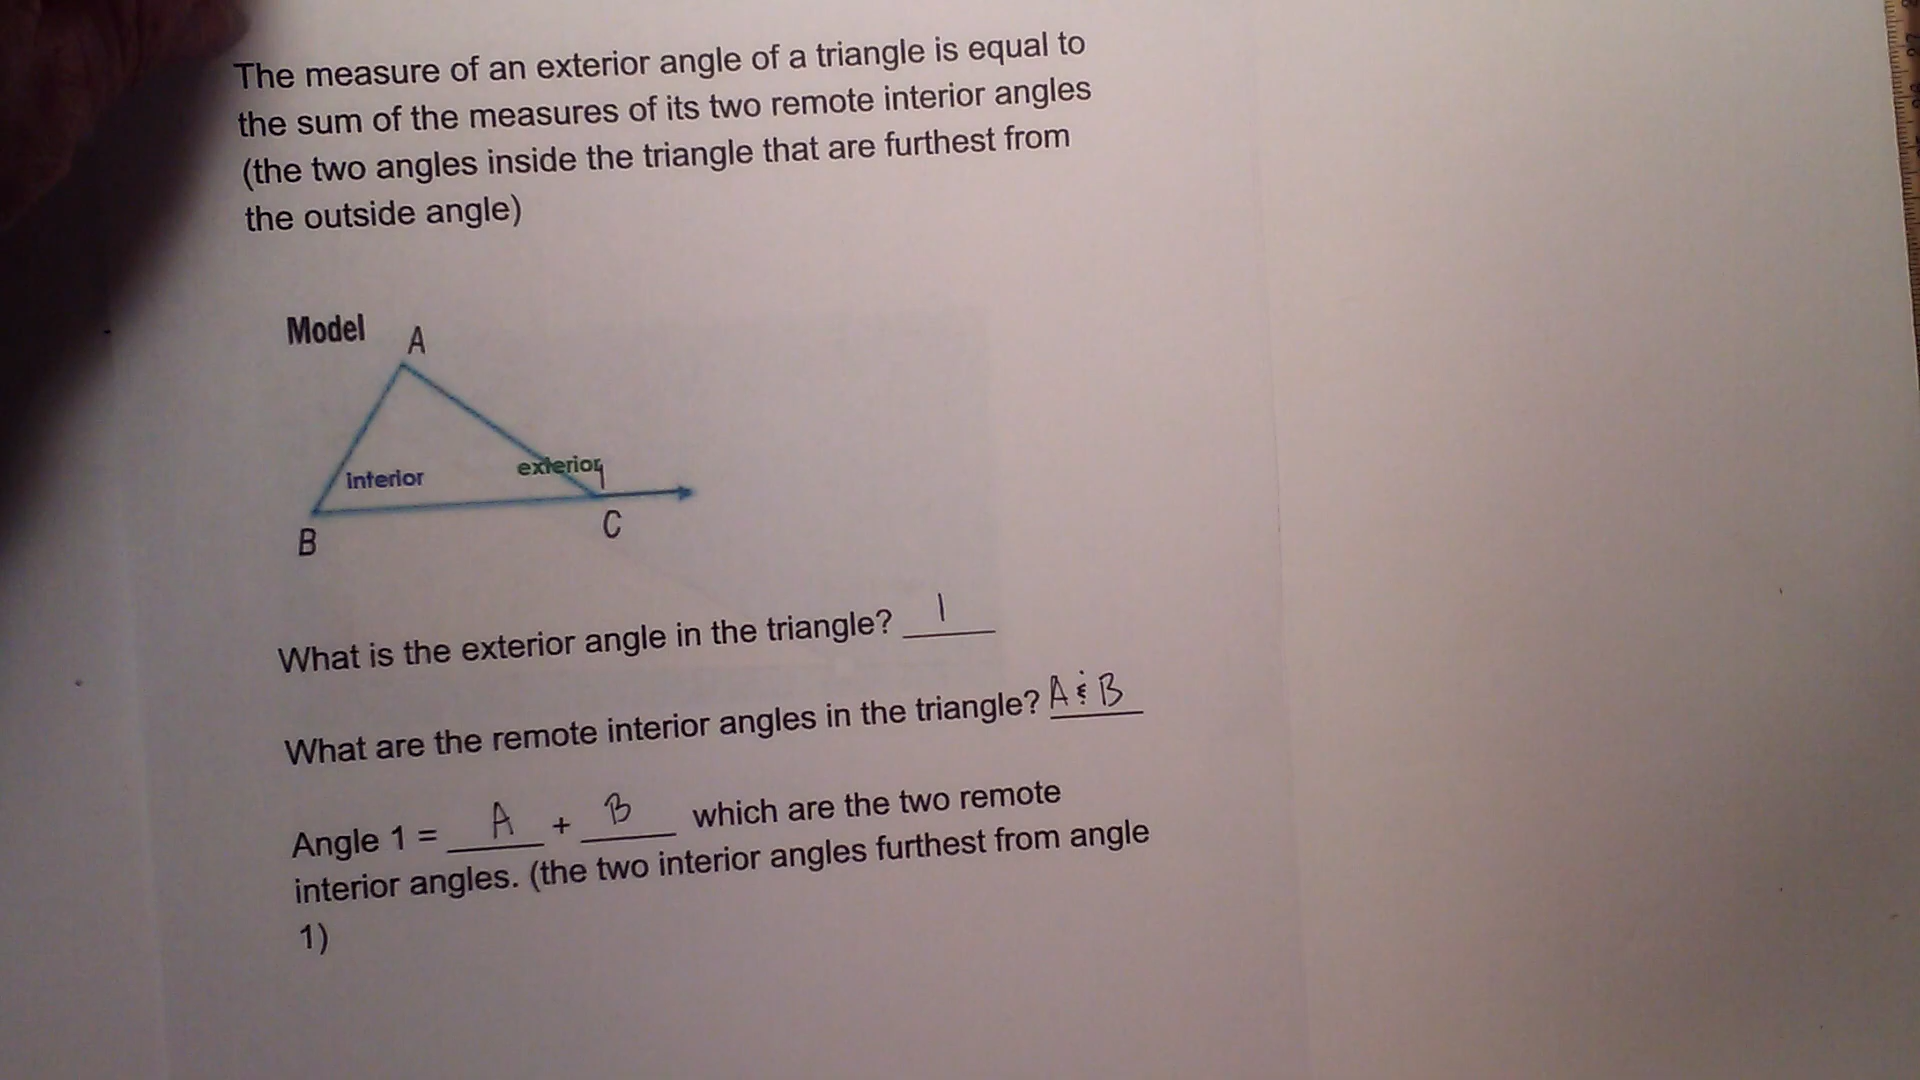 The measure of an exterior angle of a triangle is equal to
the sum of the measures of its two remote interior angles
(the two angles inside the triangle that are furthest from
the outside angle)
Model
A
interior
exterior
1
B
C
What is the exterior angle in the triangle? 1
What are the remote interior angles in the triangle? A & B
Angle 1 = A + B which are the two remote
interior angles. (the two interior angles furthest from angle
1)